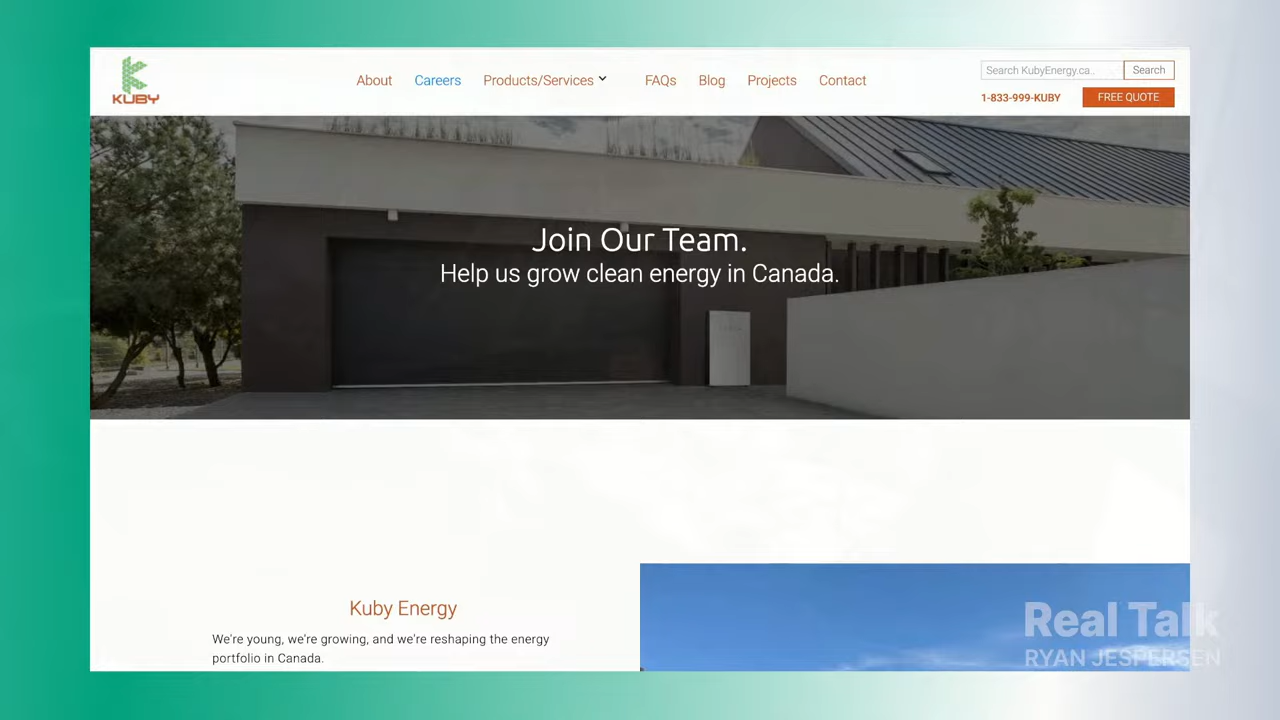 KUBY
About
Careers
Products/Services
FAQs
Blog
Projects
Contact
Search KubyEnergy.ca..
Search
1-833-999-KUBY
FREE QUOTE
Join Our Team.
Help us grow clean energy in Canada.
Kuby Energy
We're young, we're growing, and we're reshaping the energy
portfolio in Canada.
Real Talk
RYAN JESPERSEN